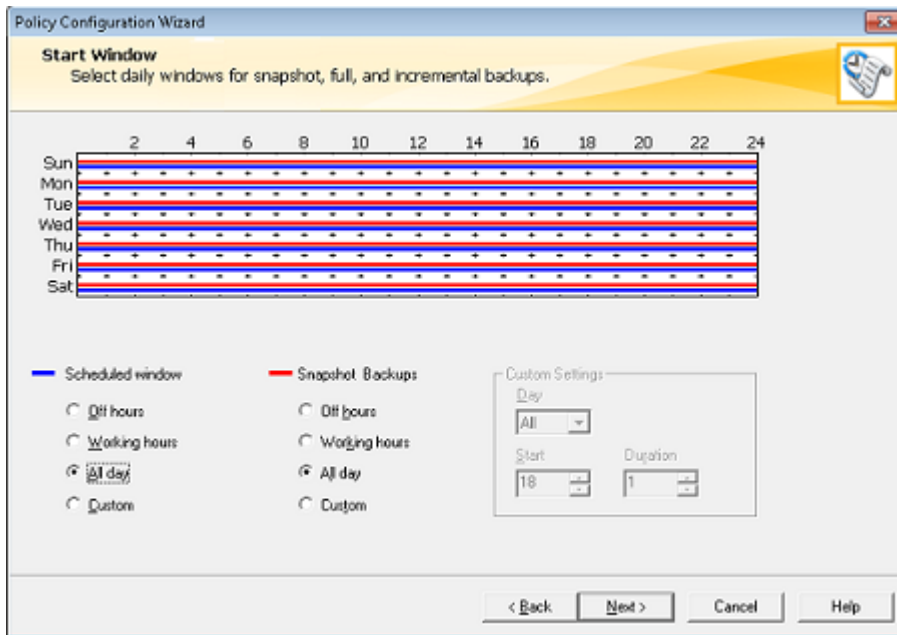 Policy Configuration Wizard
Start Window
Select daily windows for snapshot, full, and incremental backups.
2 4 6 8 10 12 14 16 18 20 22 24
Sun
Mon
Tue
Wed
Thu
Fri
Sat
Scheduled window Snapshot Backups Custom Settings
Day
Off hours Off hours All
Working hours Working hours
Start Duration
All day All day 18 1
Custom Custom
< Back Next > Cancel Help